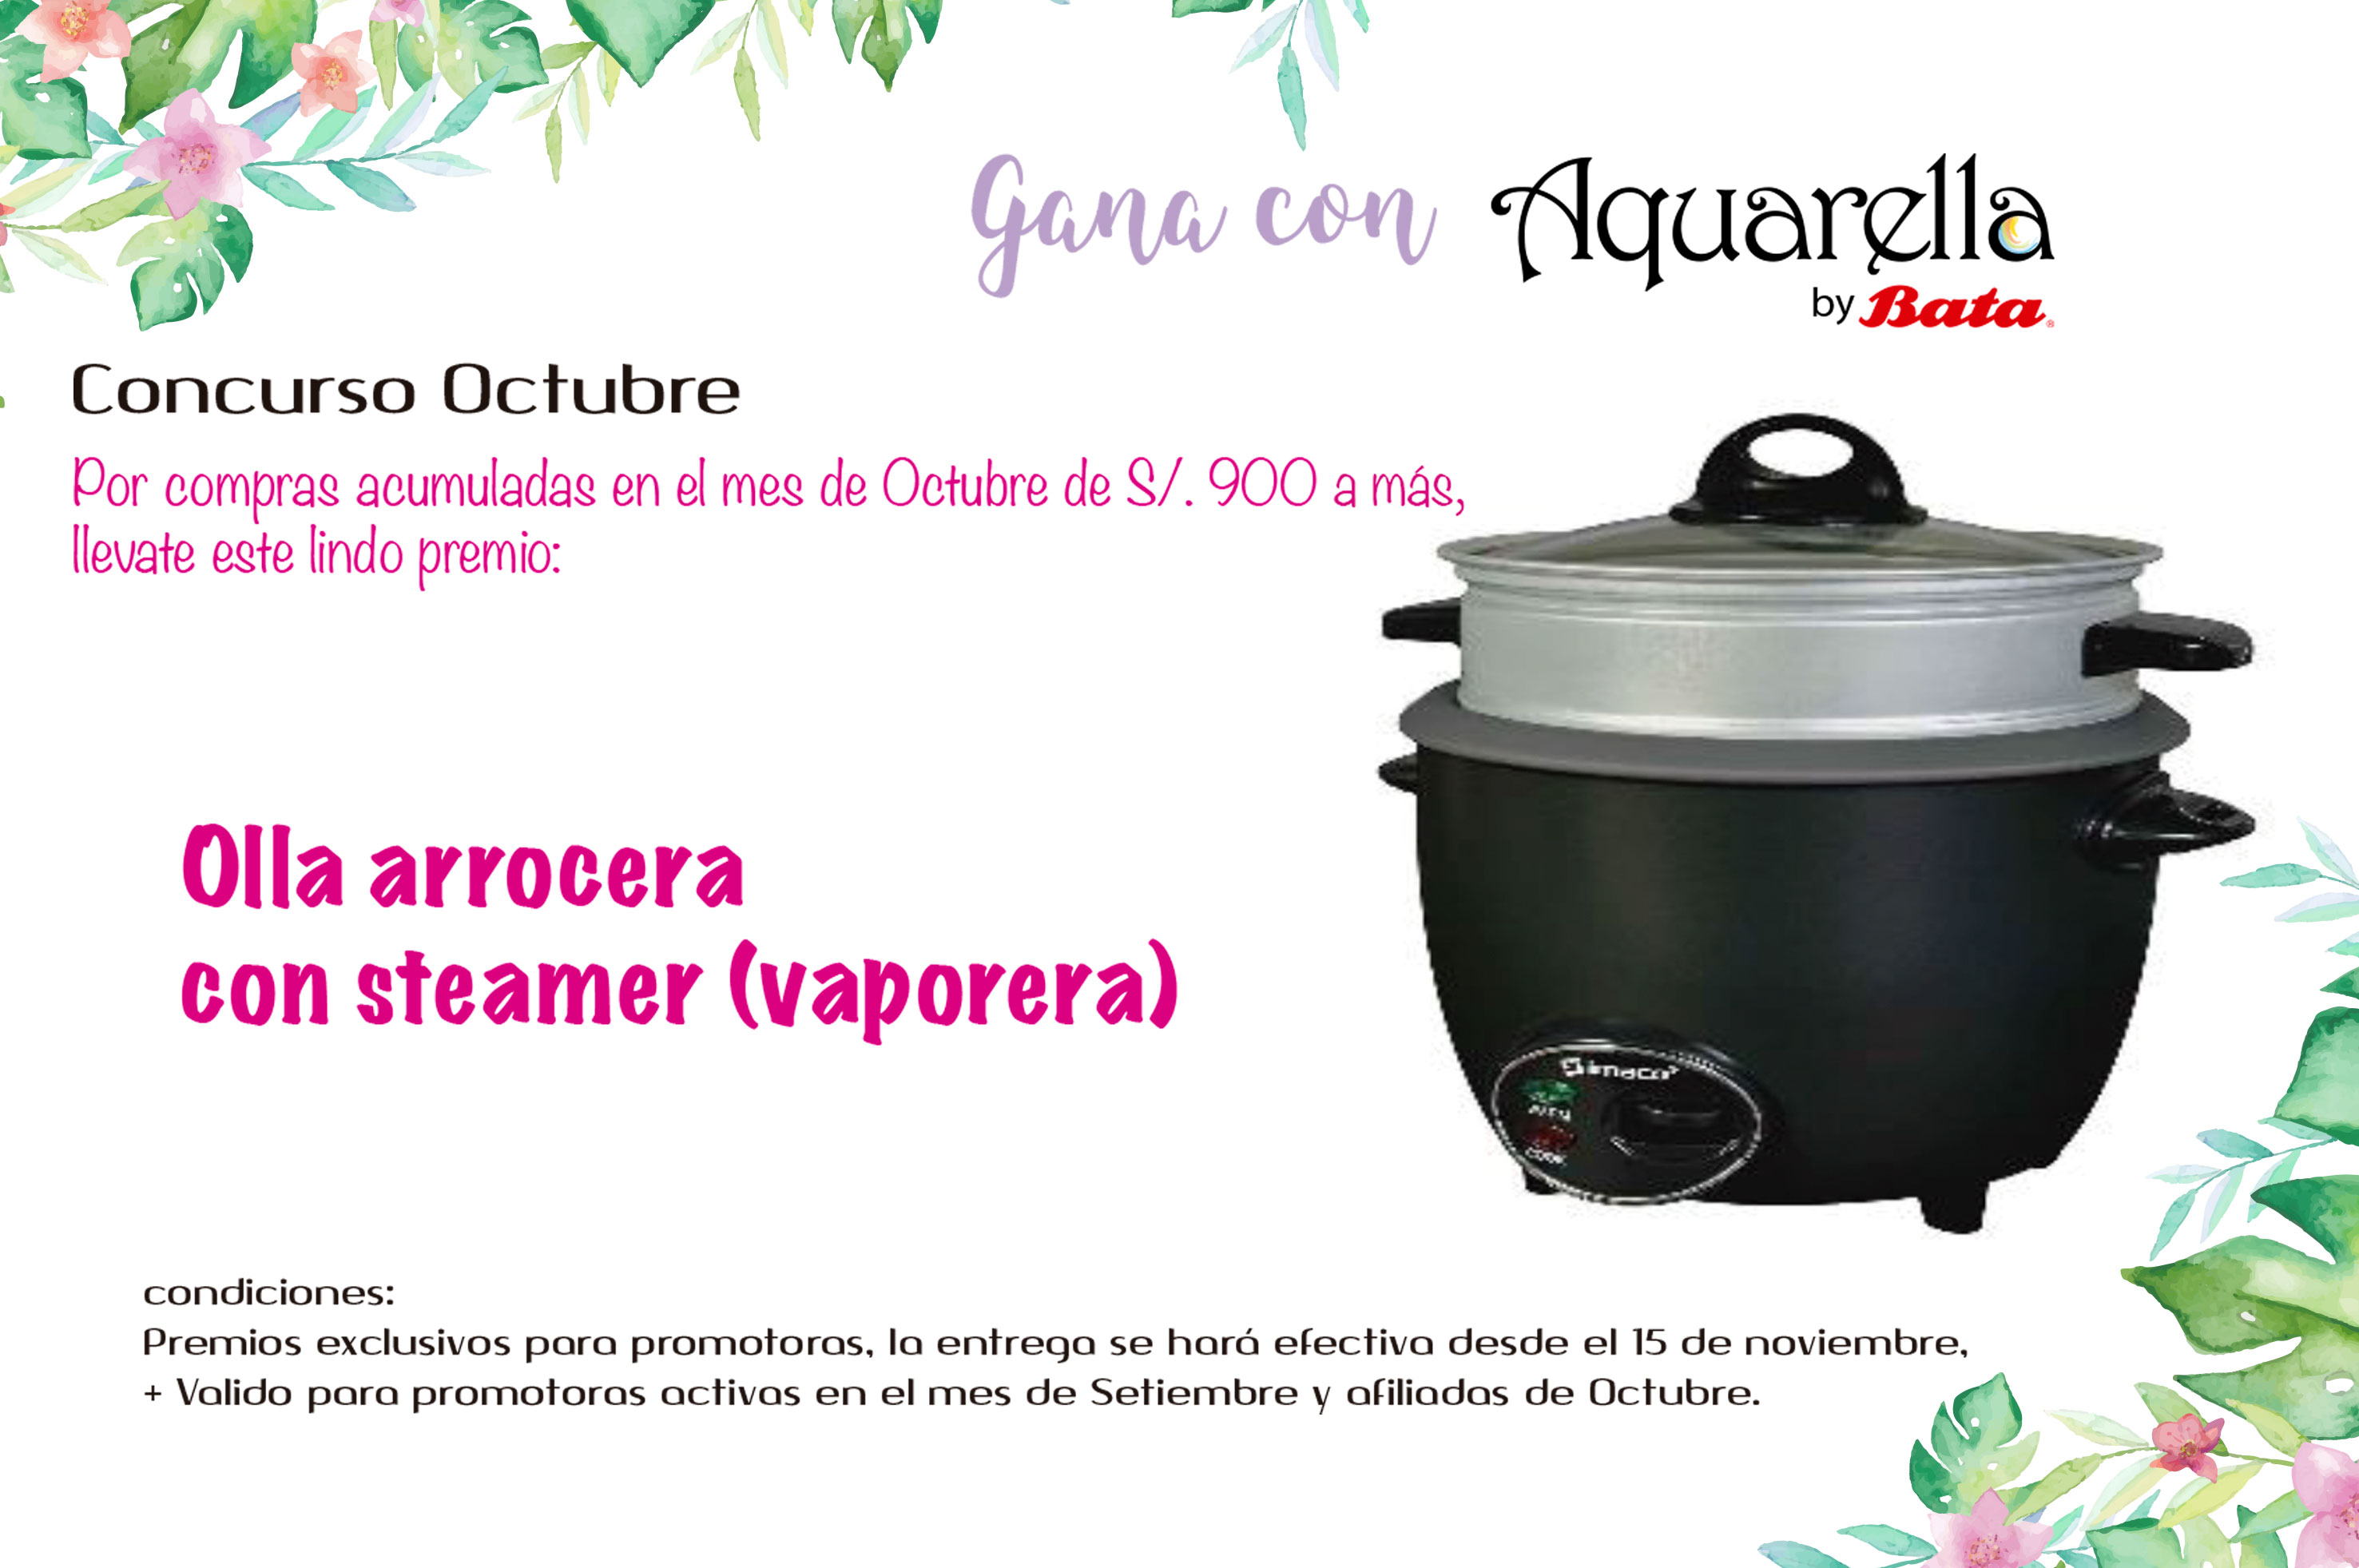 Gana con Aquarella
by Bata
Concurso Octubre
Por compras acumuladas en el mes de Octubre de S/. 900 a más,
llevate este lindo premio:
Olla arrocera
con steamer (vaporera)
imaco
condiciones:
Premios exclusivos para promotoras, la entrega se hará efectiva desde el 15 de noviembre,
+ Valido para promotoras activas en el mes de Setiembre y afiliadas de Octubre.